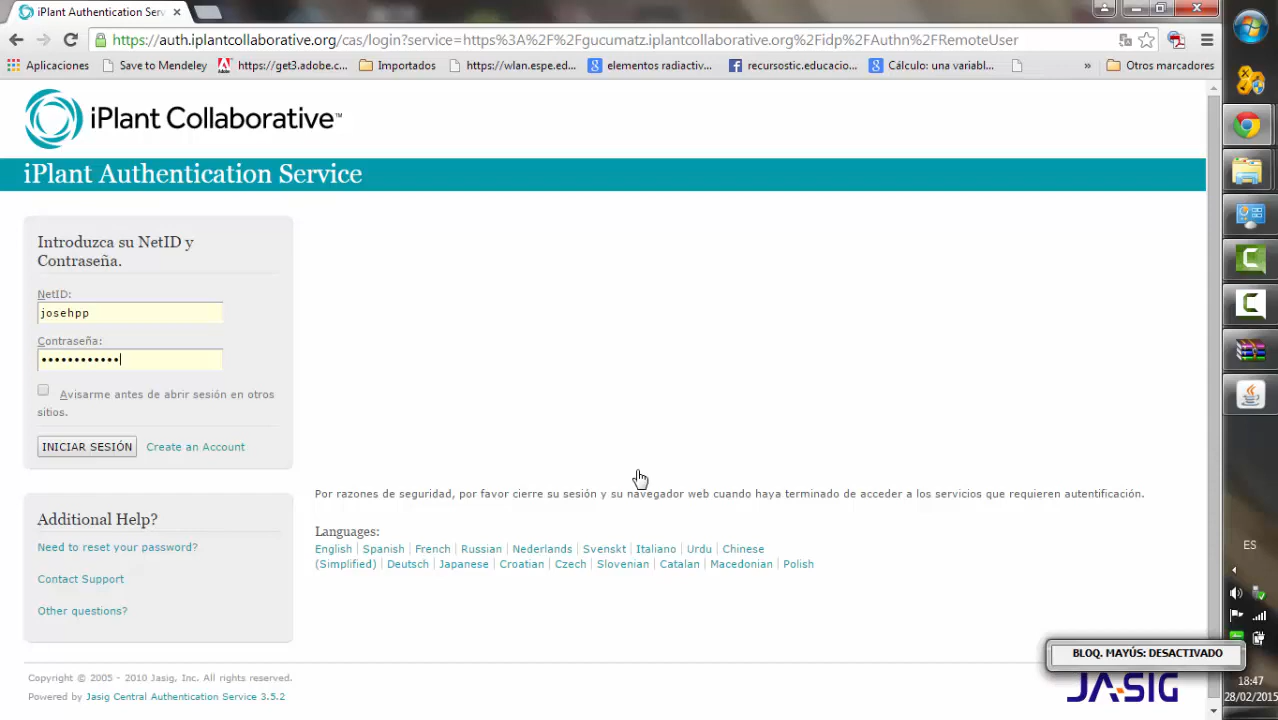 iPlant Authentication Serv
https://auth.iplantcollaborative.org/cas/login?service=https%3A%2F%2Fgucumatz.iplantcollaborative.org%2Fidp%2FAuthn%2FRemoteUser
Aplicaciones Save to Mendeley https://get3.adobe.c... Importados https://wlan.espe.ed... elementos radiactiv... recursostic.educacio... Cálculo: una variabl... » Otros marcadores
iPlant Collaborative™
iPlant Authentication Service
Introduzca su NetID y
Contraseña.
NetID:
josehpp
Contraseña:
••••••••••••
Avisarme antes de abrir sesión en otros
sitios.
INICIAR SESIÓN Create an Account
Por razones de seguridad, por favor cierre su sesión y su navegador web cuando haya terminado de acceder a los servicios que requieren autentificación.
Languages:
English | Spanish | French | Russian | Nederlands | Svenskt | Italiano | Urdu | Chinese
(Simplified) | Deutsch | Japanese | Croatian | Czech | Slovenian | Catalan | Macedonian | Polish
Additional Help?
Need to reset your password?
Contact Support
Other questions?
Copyright © 2005 - 2010 Jasig, Inc. All rights reserved.
Powered by Jasig Central Authentication Service 3.5.2
JA-SIG
BLOQ. MAYÚS: DESACTIVADO
ES
18:47
28/02/2015